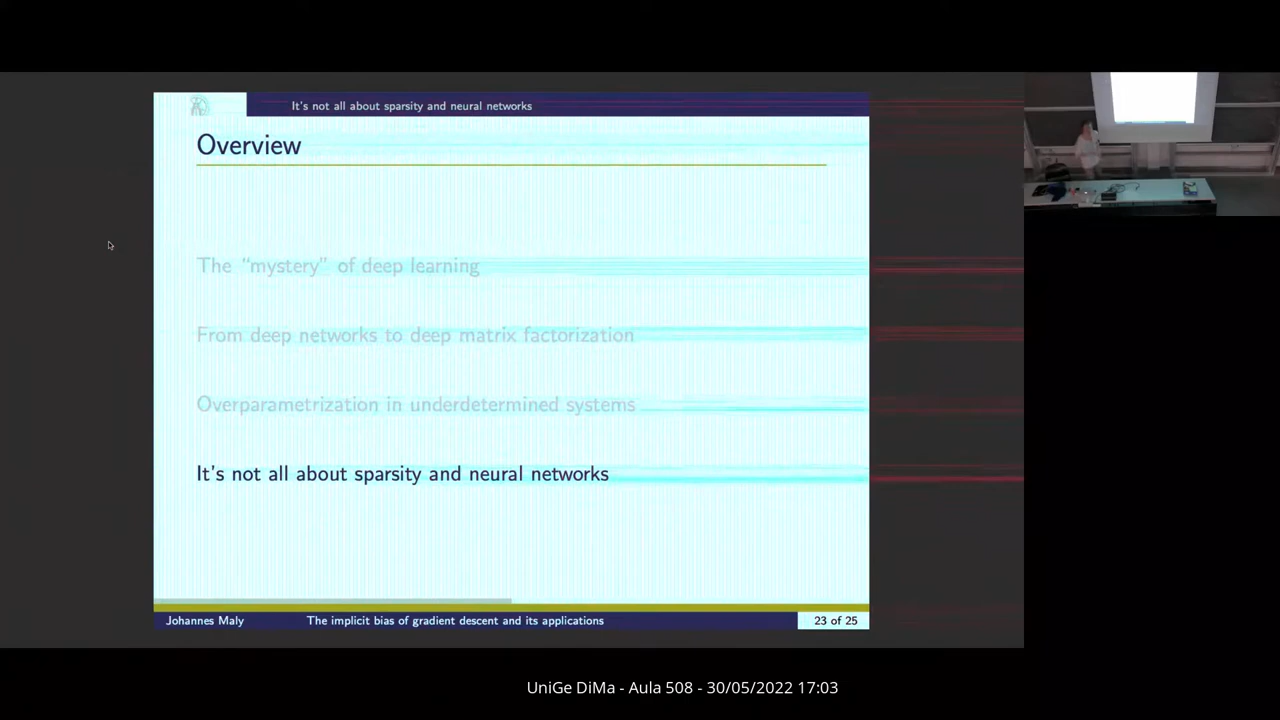 It's not all about sparsity and neural networks
Overview
The “mystery” of deep learning
From deep networks to deep matrix factorization
Overparametrization in underdetermined systems
It's not all about sparsity and neural networks
Johannes Maly
The implicit bias of gradient descent and its applications
23 of 25
UniGe DiMa - Aula 508 - 30/05/2022 17:03